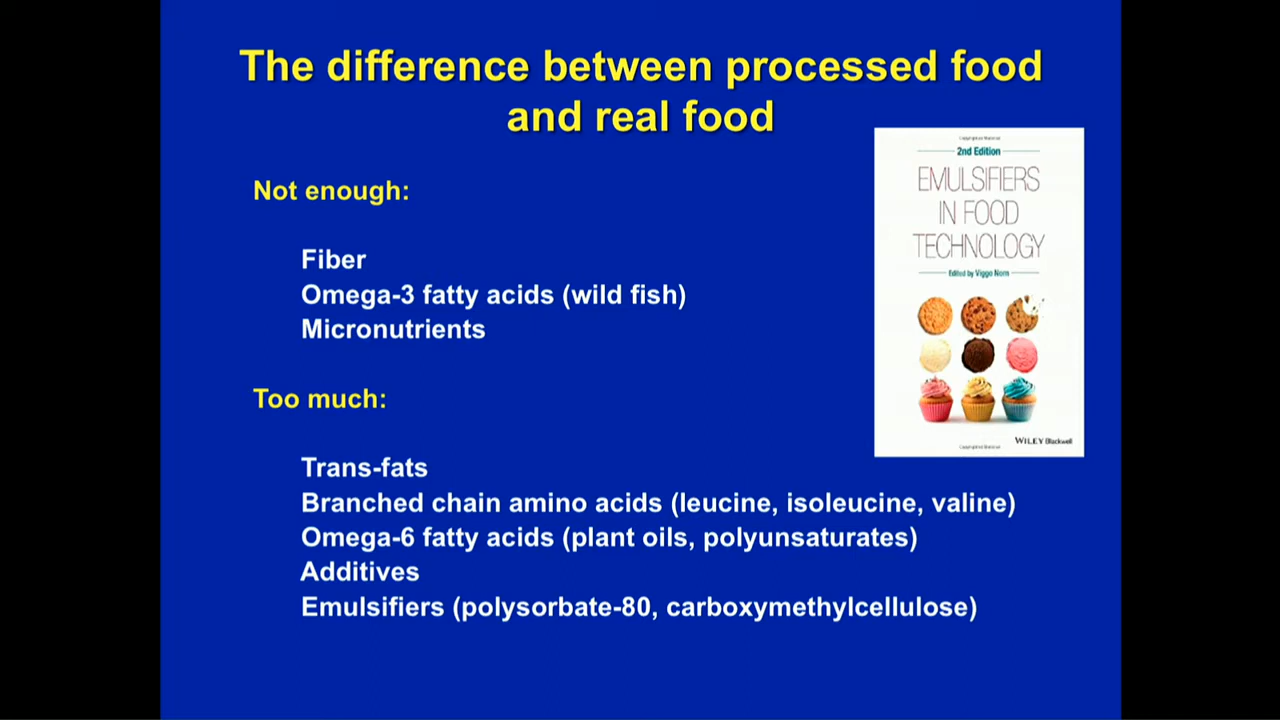 The difference between processed food
and real food
Not enough:
Fiber
Omega-3 fatty acids (wild fish)
Micronutrients
Too much:
Trans-fats
Branched chain amino acids (leucine, isoleucine, valine)
Omega-6 fatty acids (plant oils, polyunsaturates)
Additives
Emulsifiers (polysorbate-80, carboxymethylcellulose)
2nd Edition
EMULSIFIERS
IN FOOD
TECHNOLOGY
Edited by Viggo Norn
WILEY Blackwell